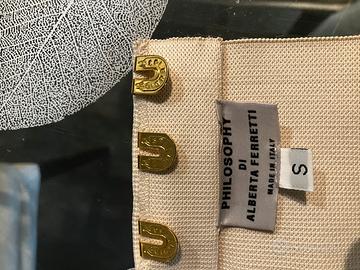 PHILOSOPHY
DI
ALBERTA FERRETTI
MADE IN ITALY
S